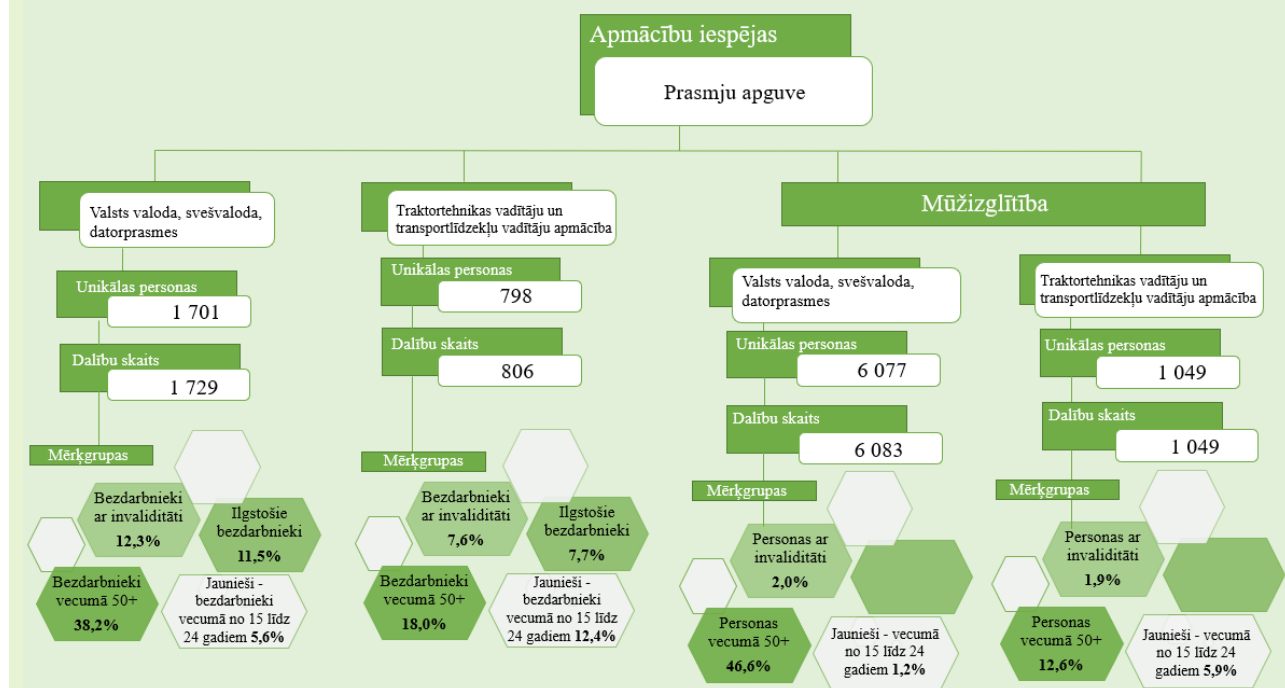 Apmācību iespējas
Prasmju apguve
Valsts valoda, svešvaloda,
datorprasmes
Unikālas personas
1 701
Dalību skaits
1 729
Mērķgrupas
Bezdarbnieki
ar invaliditāti
12,3%
Ilgstošie
bezdarbnieki
11,5%
Bezdarbnieki
vecumā 50+
38,2%
Jaunieši -
bezdarbnieki
vecumā no 15 līdz
24 gadiem 5,6%
Traktortehnikas vadītāju un
transportlīdzekļu vadītāju apmācība
Unikālas personas
798
Dalību skaits
806
Mērķgrupas
Bezdarbnieki
ar invaliditāti
7,6%
Ilgstošie
bezdarbnieki
7,7%
Bezdarbnieki
vecumā 50+
18,0%
Jaunieši -
bezdarbnieki
vecumā no 15 līdz
24 gadiem 12,4%
Mūžizglītība
Valsts valoda, svešvaloda,
datorprasmes
Unikālas personas
6 077
Dalību skaits
6 083
Mērķgrupas
Personas ar
invaliditāti
2,0%
Personas
vecumā 50+
46,6%
Jaunieši - vecumā
no 15 līdz 24
gadiem 1,2%
Traktortehnikas vadītāju un
transportlīdzekļu vadītāju apmācība
Unikālas personas
1 049
Dalību skaits
1 049
Mērķgrupas
Personas ar
invaliditāti
1,9%
Personas
vecumā 50+
12,6%
Jaunieši - vecumā
no 15 līdz 24
gadiem 5,9%